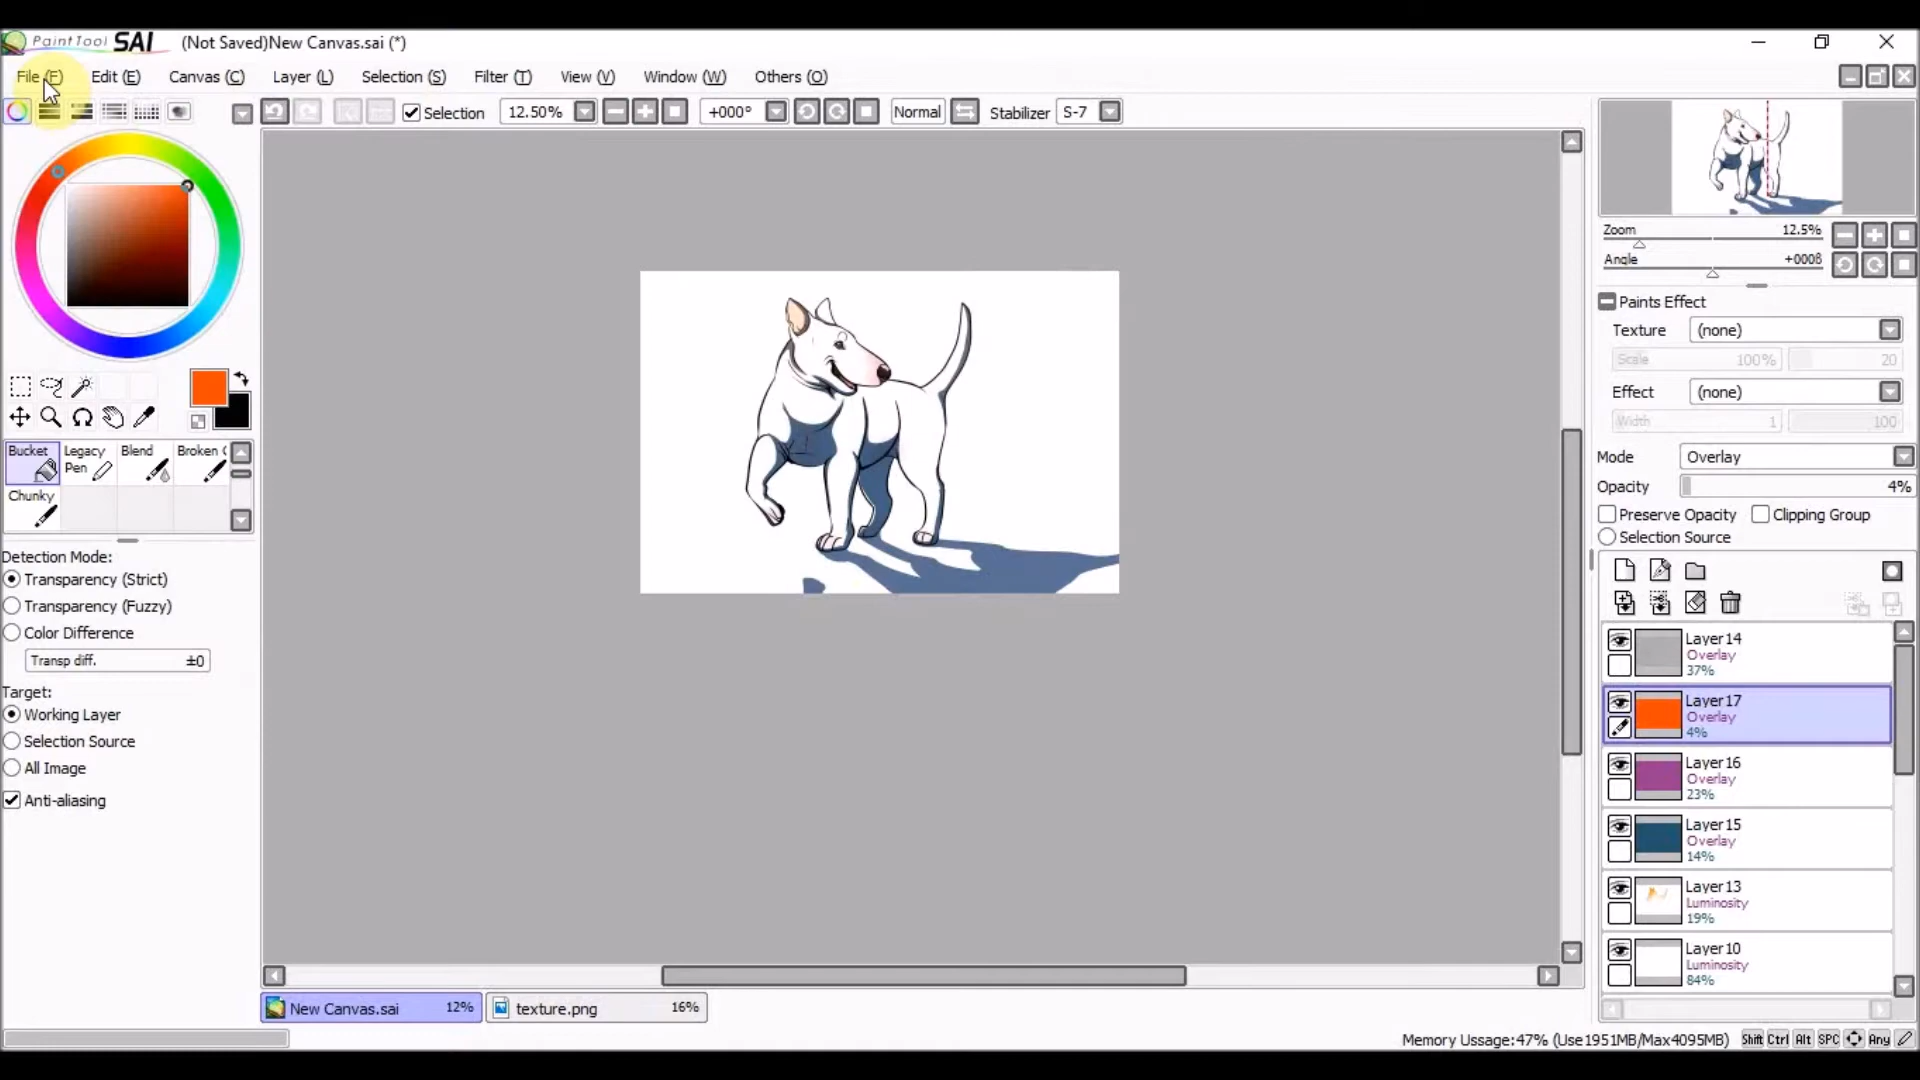 PaintTool SAI (Not Saved)New Canvas.sai (*)
File (F) Edit (E) Canvas (C) Layer (L) Selection (S) Filter (T) View (V) Window (W) Others (O)
Selection 12.50% +000° Normal Stabilizer S-7
Zoom 12.5%
Angle +000ß
Paints Effect
Texture (none)
Scale 100% 20
Effect (none)
Width 1 100
Mode Overlay
Opacity 4%
Preserve Opacity Clipping Group
Selection Source
Bucket Legacy Pen Blend Broken
Chunky
Detection Mode:
Transparency (Strict)
Transparency (Fuzzy)
Color Difference
Transp diff. ±0
Target:
Working Layer
Selection Source
All Image
Anti-aliasing
Layer14
Overlay
37%
Layer17
Overlay
4%
Layer16
Overlay
23%
Layer15
Overlay
14%
Layer13
Luminosity
19%
Layer10
Luminosity
84%
New Canvas.sai 12% texture.png 16%
Memory Ussage:47% (Use1951MB/Max4095MB) Shift Ctrl Alt SPC Any